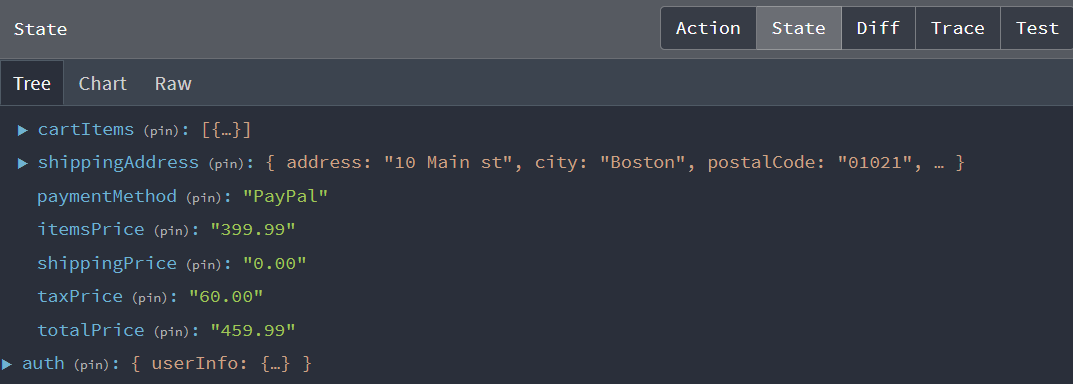 State Action State Diff Trace Test
Tree Chart Raw
▶ cartItems (pin): [{…}]
▶ shippingAddress (pin): { address: "10 Main st", city: "Boston", postalCode: "01021", … }
paymentMethod (pin): "PayPal"
itemsPrice (pin): "399.99"
shippingPrice (pin): "0.00"
taxPrice (pin): "60.00"
totalPrice (pin): "459.99"
▶ auth (pin): { userInfo: {…} }